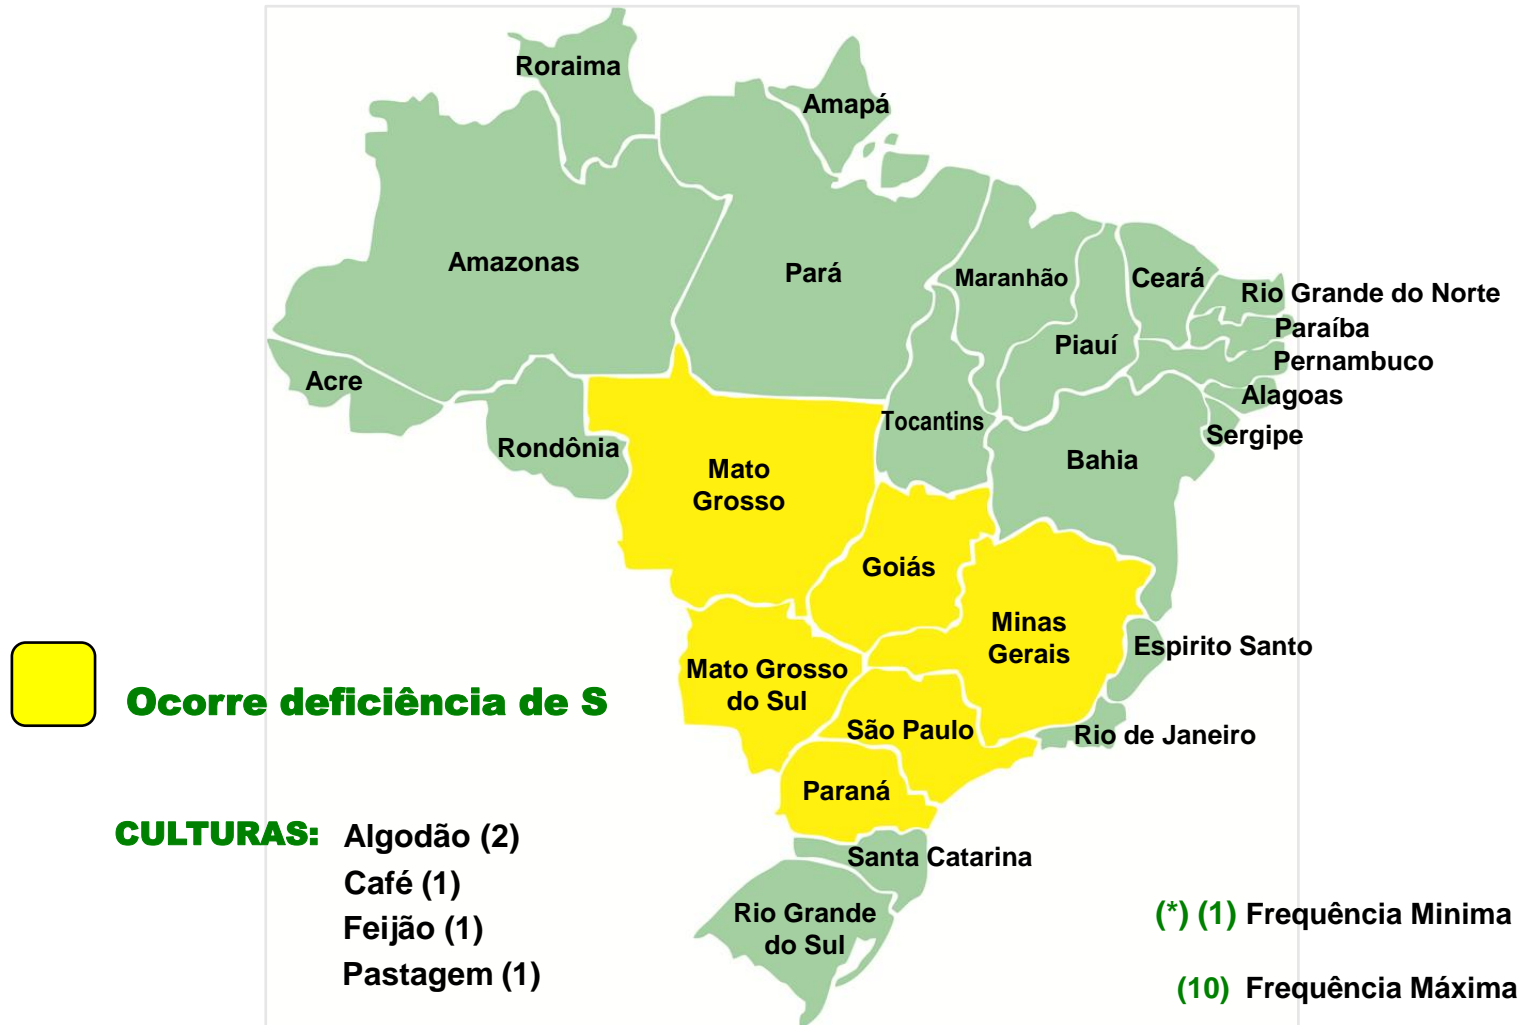 Roraima
Amapá
Amazonas
Pará
Maranhão
Ceará
Rio Grande do Norte
Paraíba
Piauí
Pernambuco
Acre
Alagoas
Tocantins
Sergipe
Rondônia
Bahia
Mato
Grosso
Goiás
Minas
Gerais
Espirito Santo
Mato Grosso
do Sul
Ocorre deficiência de S
São Paulo
Rio de Janeiro
Paraná
CULTURAS: Algodão (2)
Café (1)
Feijão (1)
Pastagem (1)
Santa Catarina
Rio Grande
do Sul
(*) (1) Frequência Minima
(10) Frequência Máxima